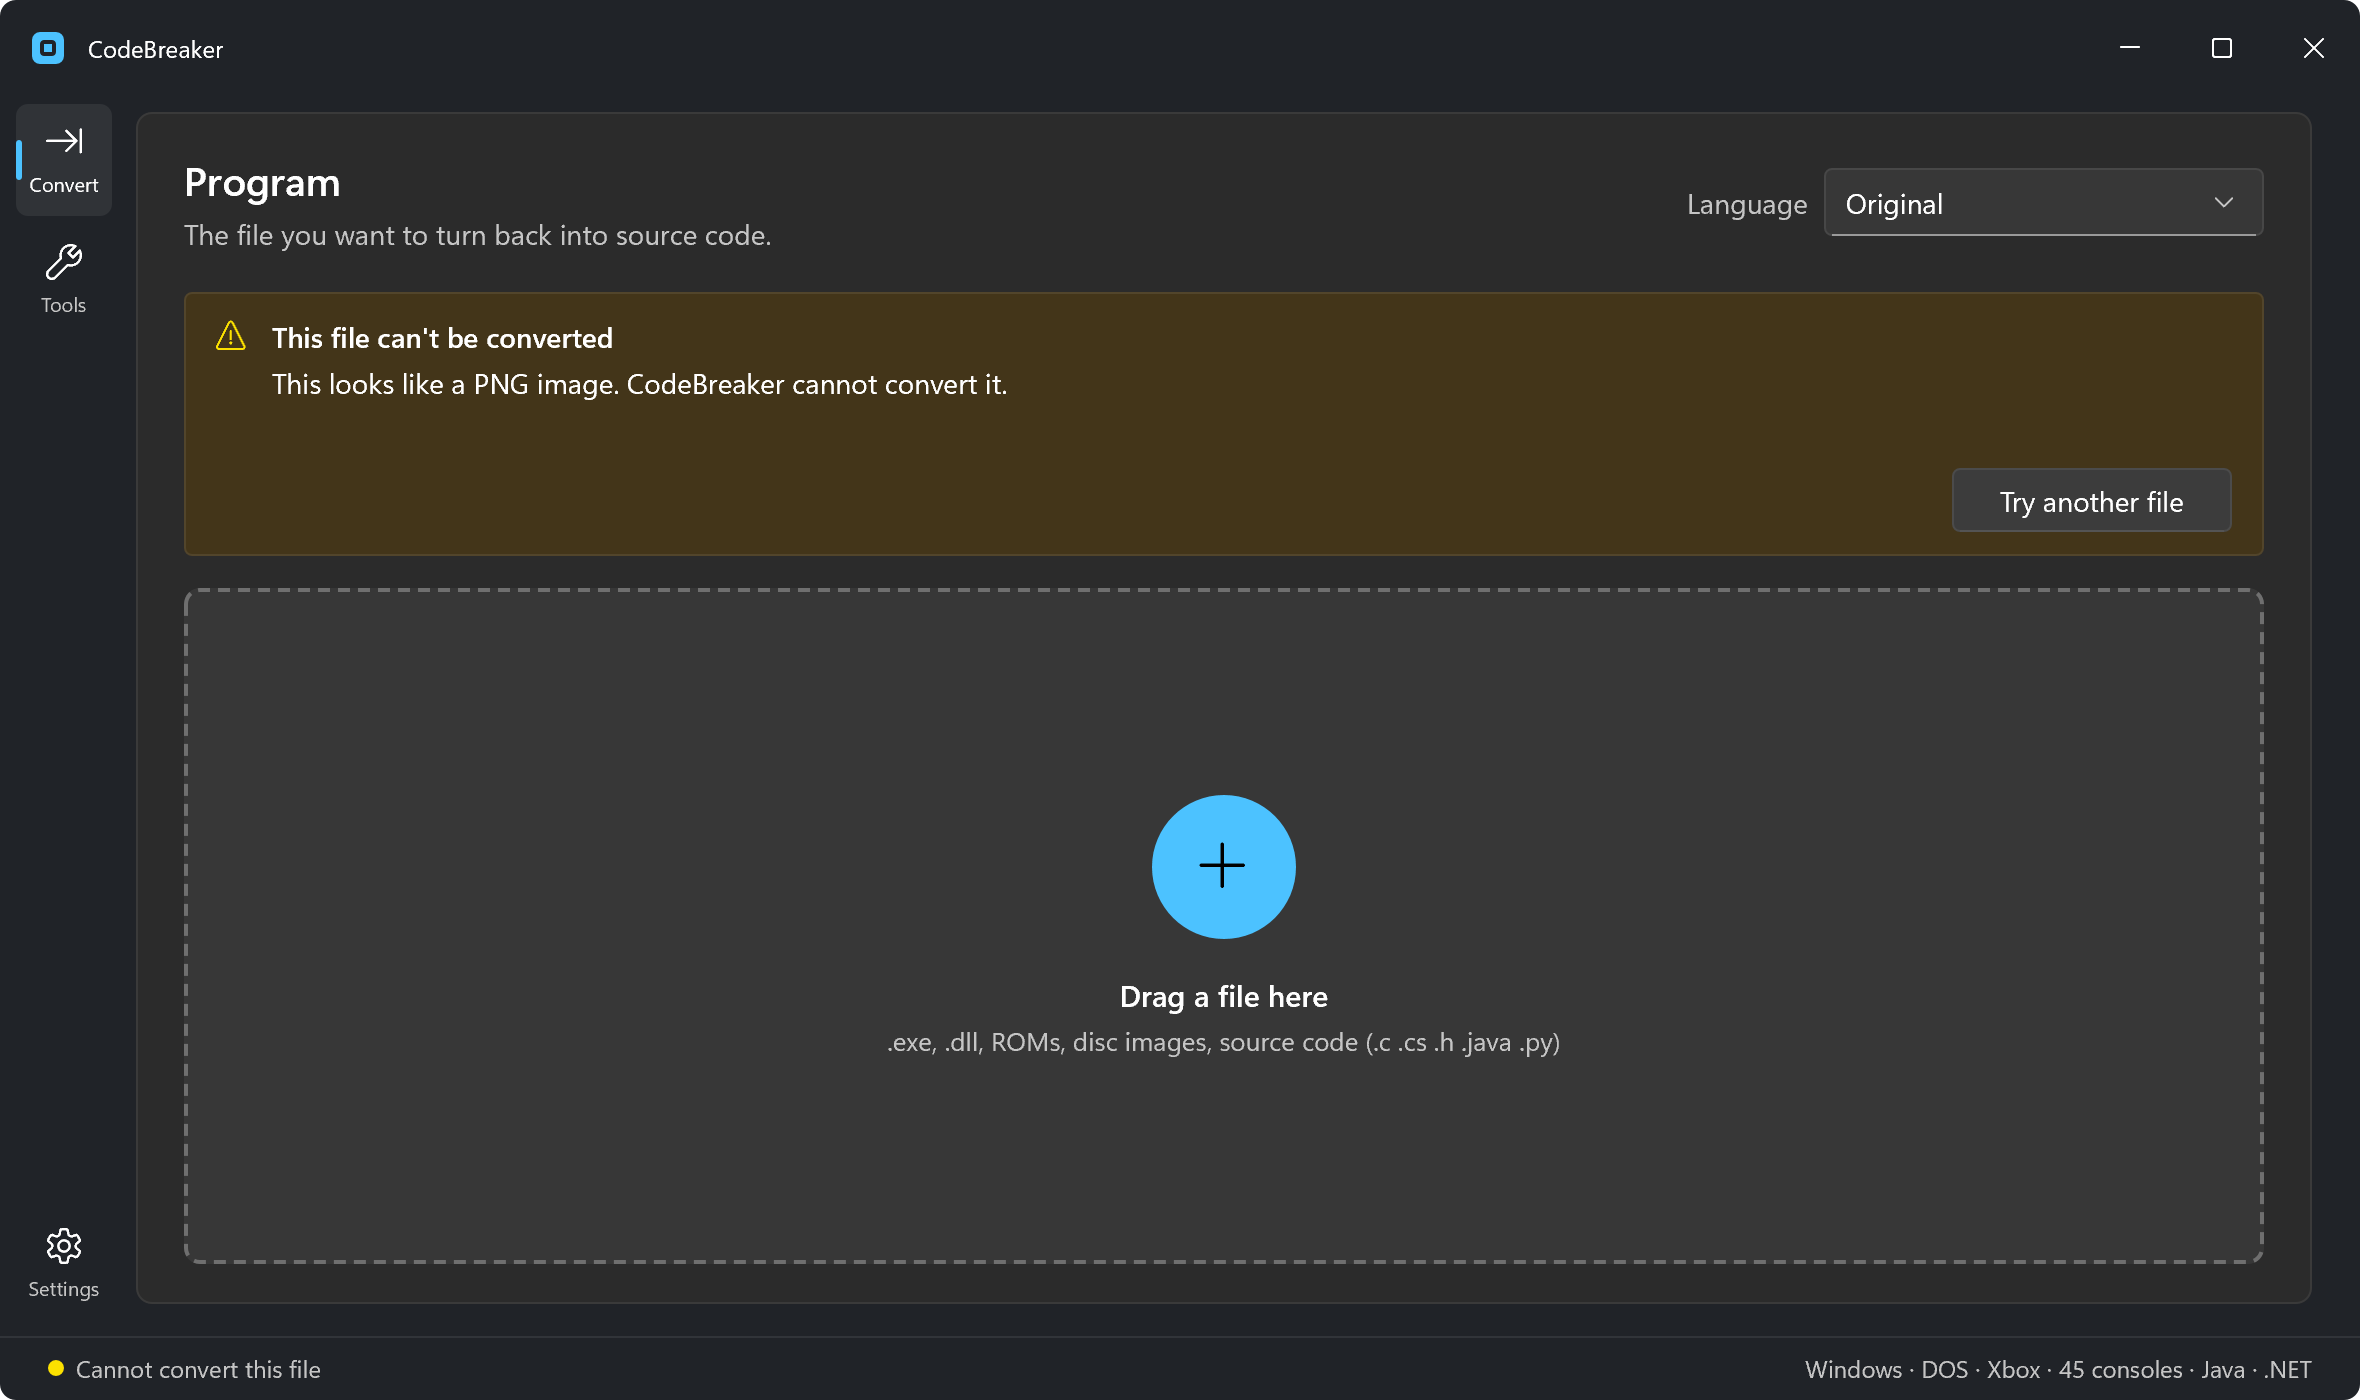 CodeBreaker
Convert
Tools
Settings
Program
The file you want to turn back into source code.
Language
Original
This file can't be converted
This looks like a PNG image. CodeBreaker cannot convert it.
Try another file
Drag a file here
.exe, .dll, ROMs, disc images, source code (.c .cs .h .java .py)
Cannot convert this file
Windows · DOS · Xbox · 45 consoles · Java · .NET